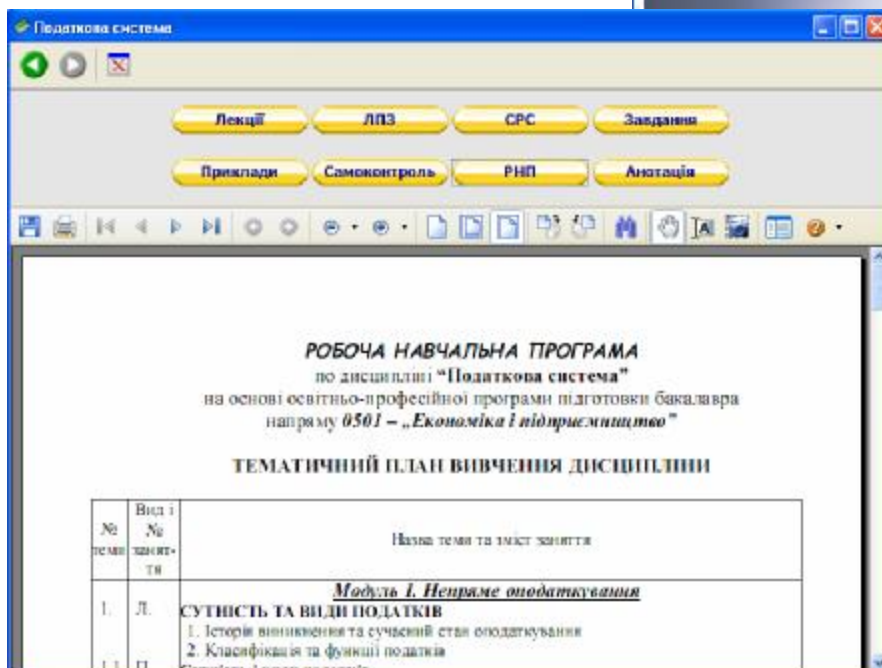 Податкова система
Лекції ЛПЗ СРС Завдання
Приклади Самоконтроль РНП Анотація
РОБОЧА НАВЧАЛЬНА ПРОГРАМА
по дисципліні “Податкова система”
на основі освітньо-професійної програми підготовки бакалавра
напряму 0501 – „Економіка і підприємництво”
ТЕМАТИЧНИЙ ПЛАН ВИВЧЕННЯ ДИСЦИПЛІНИ
№ теми
Вид і № занят-тя
Назва теми та зміст заняття
Модуль 1. Непряме оподаткування
1. Л. СУТНІСТЬ ТА ВИДИ ПОДАТКІВ
1. Історія виникнення та сучасний стан оподаткування
2. Класифікація та функції податків
1.1 П.